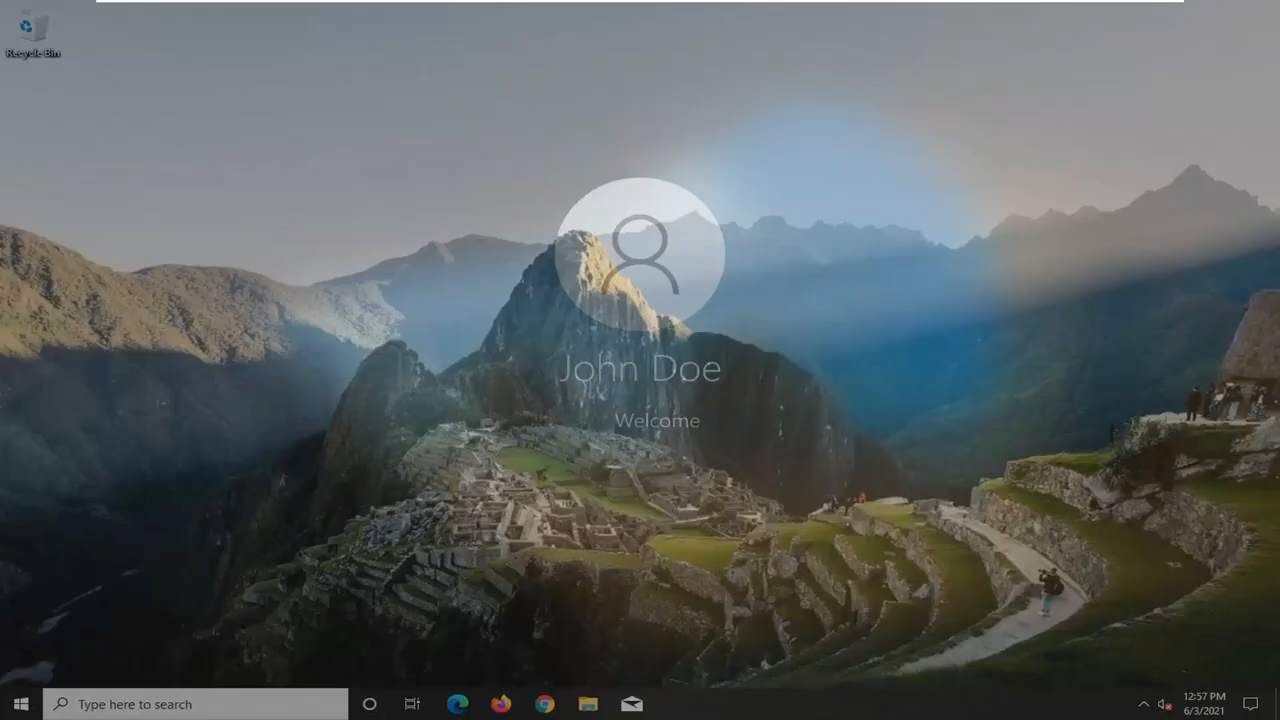 Recycle Bin
John Doe
Welcome
Type here to search
12:57 PM
6/3/2021